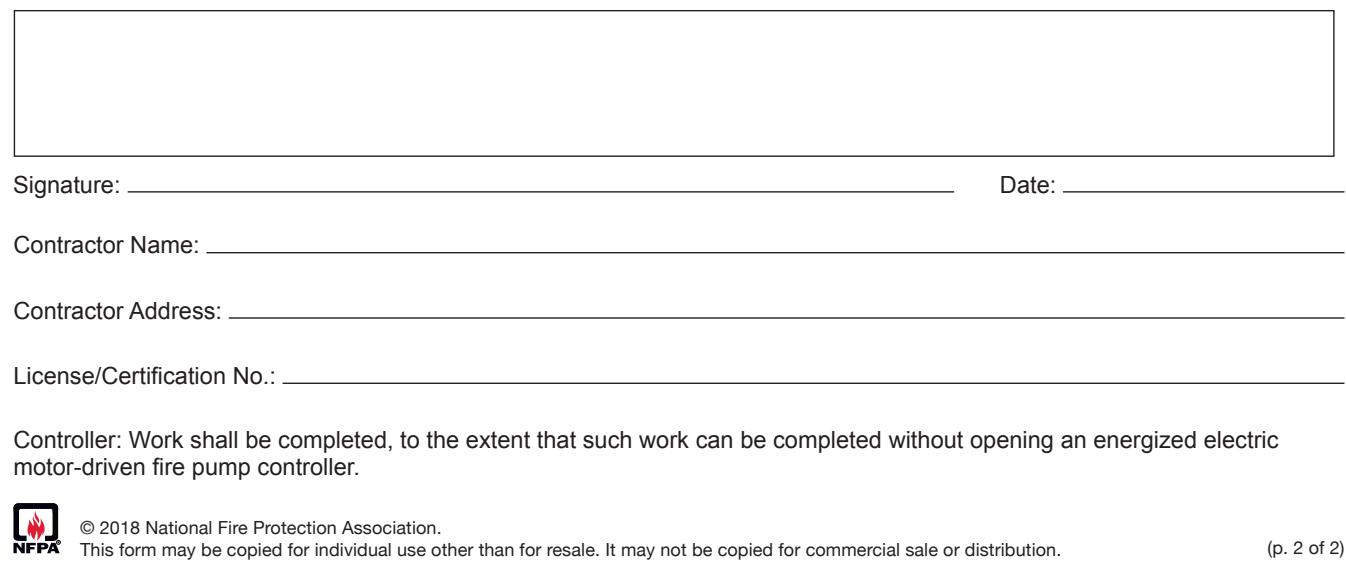 Signature: Date:
Contractor Name:
Contractor Address:
License/Certification No.:
Controller: Work shall be completed, to the extent that such work can be completed without opening an energized electric
motor-driven fire pump controller.
NFPA®
© 2018 National Fire Protection Association.
This form may be copied for individual use other than for resale. It may not be copied for commercial sale or distribution. (p. 2 of 2)